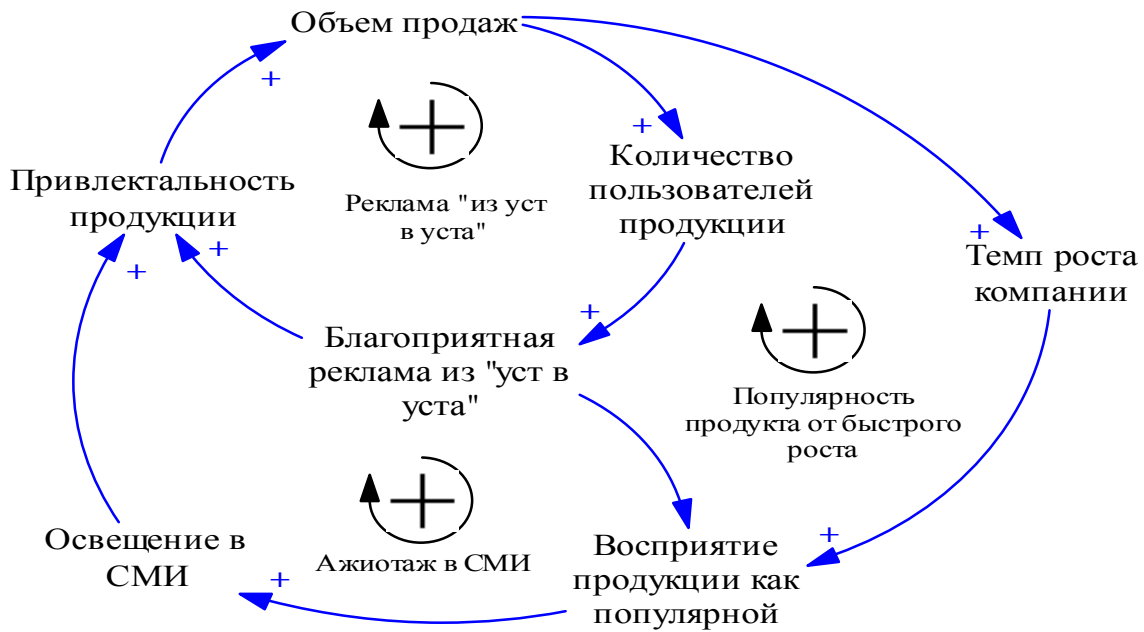 Объем продаж
+
+
Количество
пользователей
продукции
Привлектальность
продукции
Реклама "из уст
в уста"
+
+
+
Темп роста
компании
+
Благоприятная
реклама из "уст в
уста"
Популярность
продукта от быстрого
роста
Освещение в
СМИ
Ажиотаж в СМИ
+
Восприятие
продукции как
популярной
+